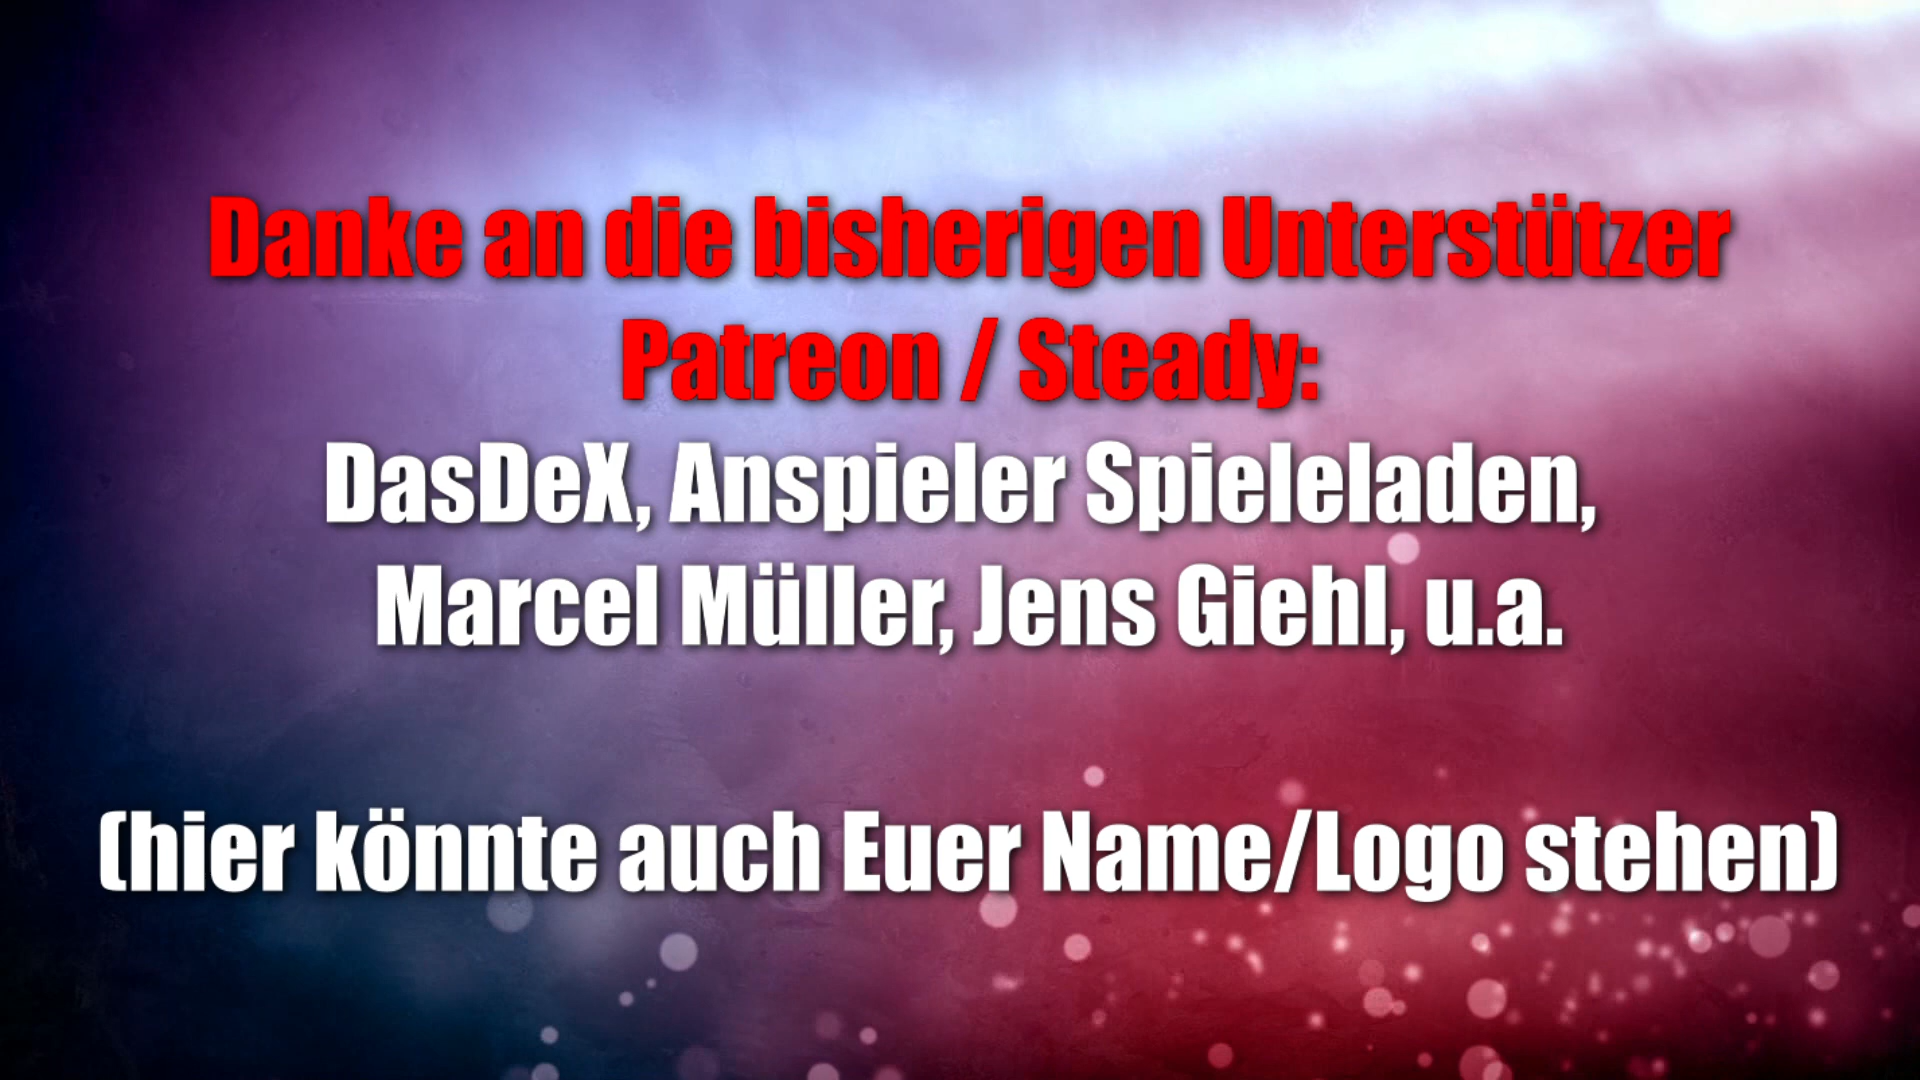 Danke an die bisherigen Unterstützer
Patreon / Steady:
DasDeX, Anspieler Spieleladen,
Marcel Müller, Jens Giehl, u.a.
(hier könnte auch Euer Name/Logo stehen)